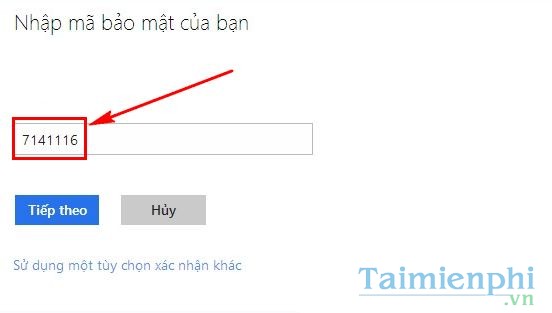 Nhập mã bảo mật của bạn
7141116
Tiếp theo
Hủy
Sử dụng một tùy chọn xác nhận khác
Taimienphi
.vn